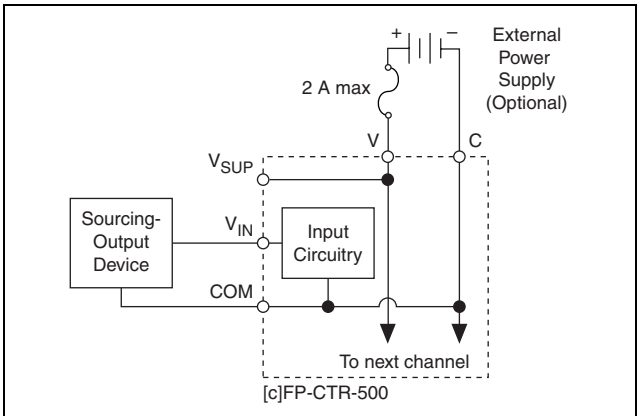 +
–
External
Power
Supply
(Optional)
2 A max
V
C
VSUP
Sourcing-
Output
Device
VIN
Input
Circuitry
COM
To next channel
[c]FP-CTR-500